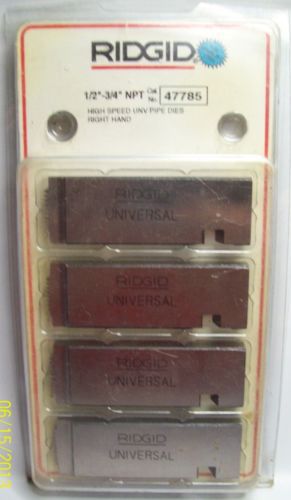 RIDGID
1/2"-3/4" NPT Cat. No. 47785
HIGH SPEED UNV PIPE DIES
RIGHT HAND
RIDGID
UNIVERSAL
RIDGID
UNIVERSAL
RIDGID
UNIVERSAL
RIDGID
UNIVERSAL
06/15/2013